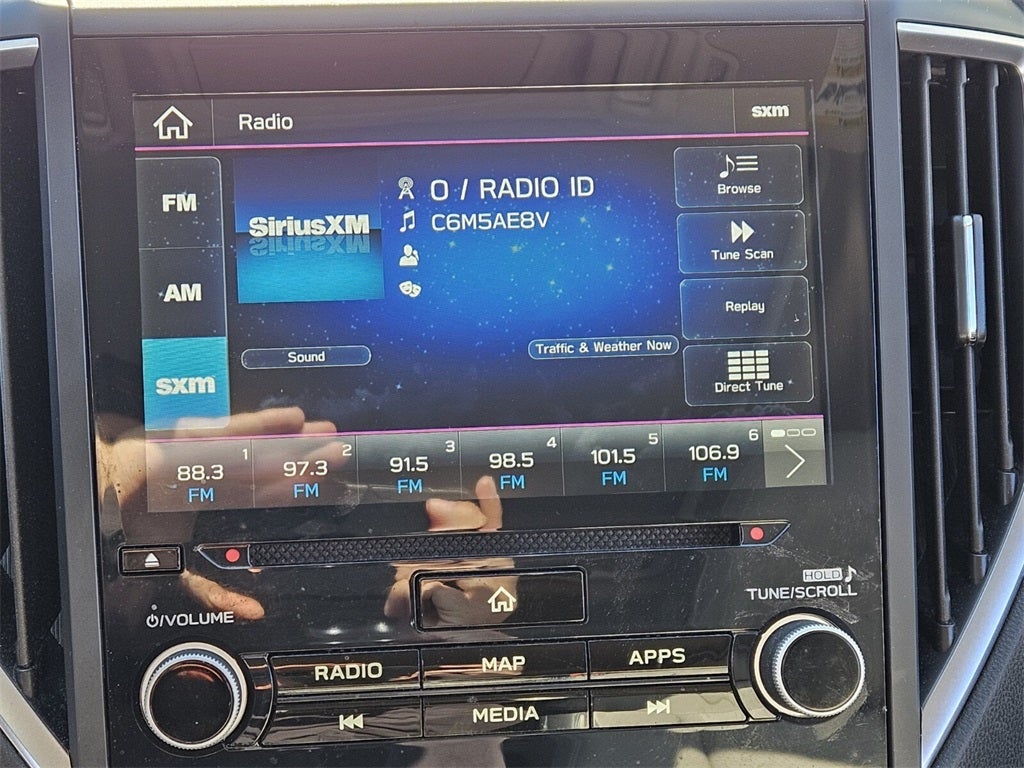 Radio
sxm
FM
AM
sxm
SiriusXM
0 / RADIO ID
C6M5AE8V
Sound
Traffic & Weather Now
Browse
Tune Scan
Replay
Direct Tune
1
88.3
FM
2
97.3
FM
3
91.5
FM
4
98.5
FM
5
101.5
FM
6
106.9
FM
/VOLUME
HOLD
TUNE/SCROLL
RADIO
MAP
APPS
MEDIA